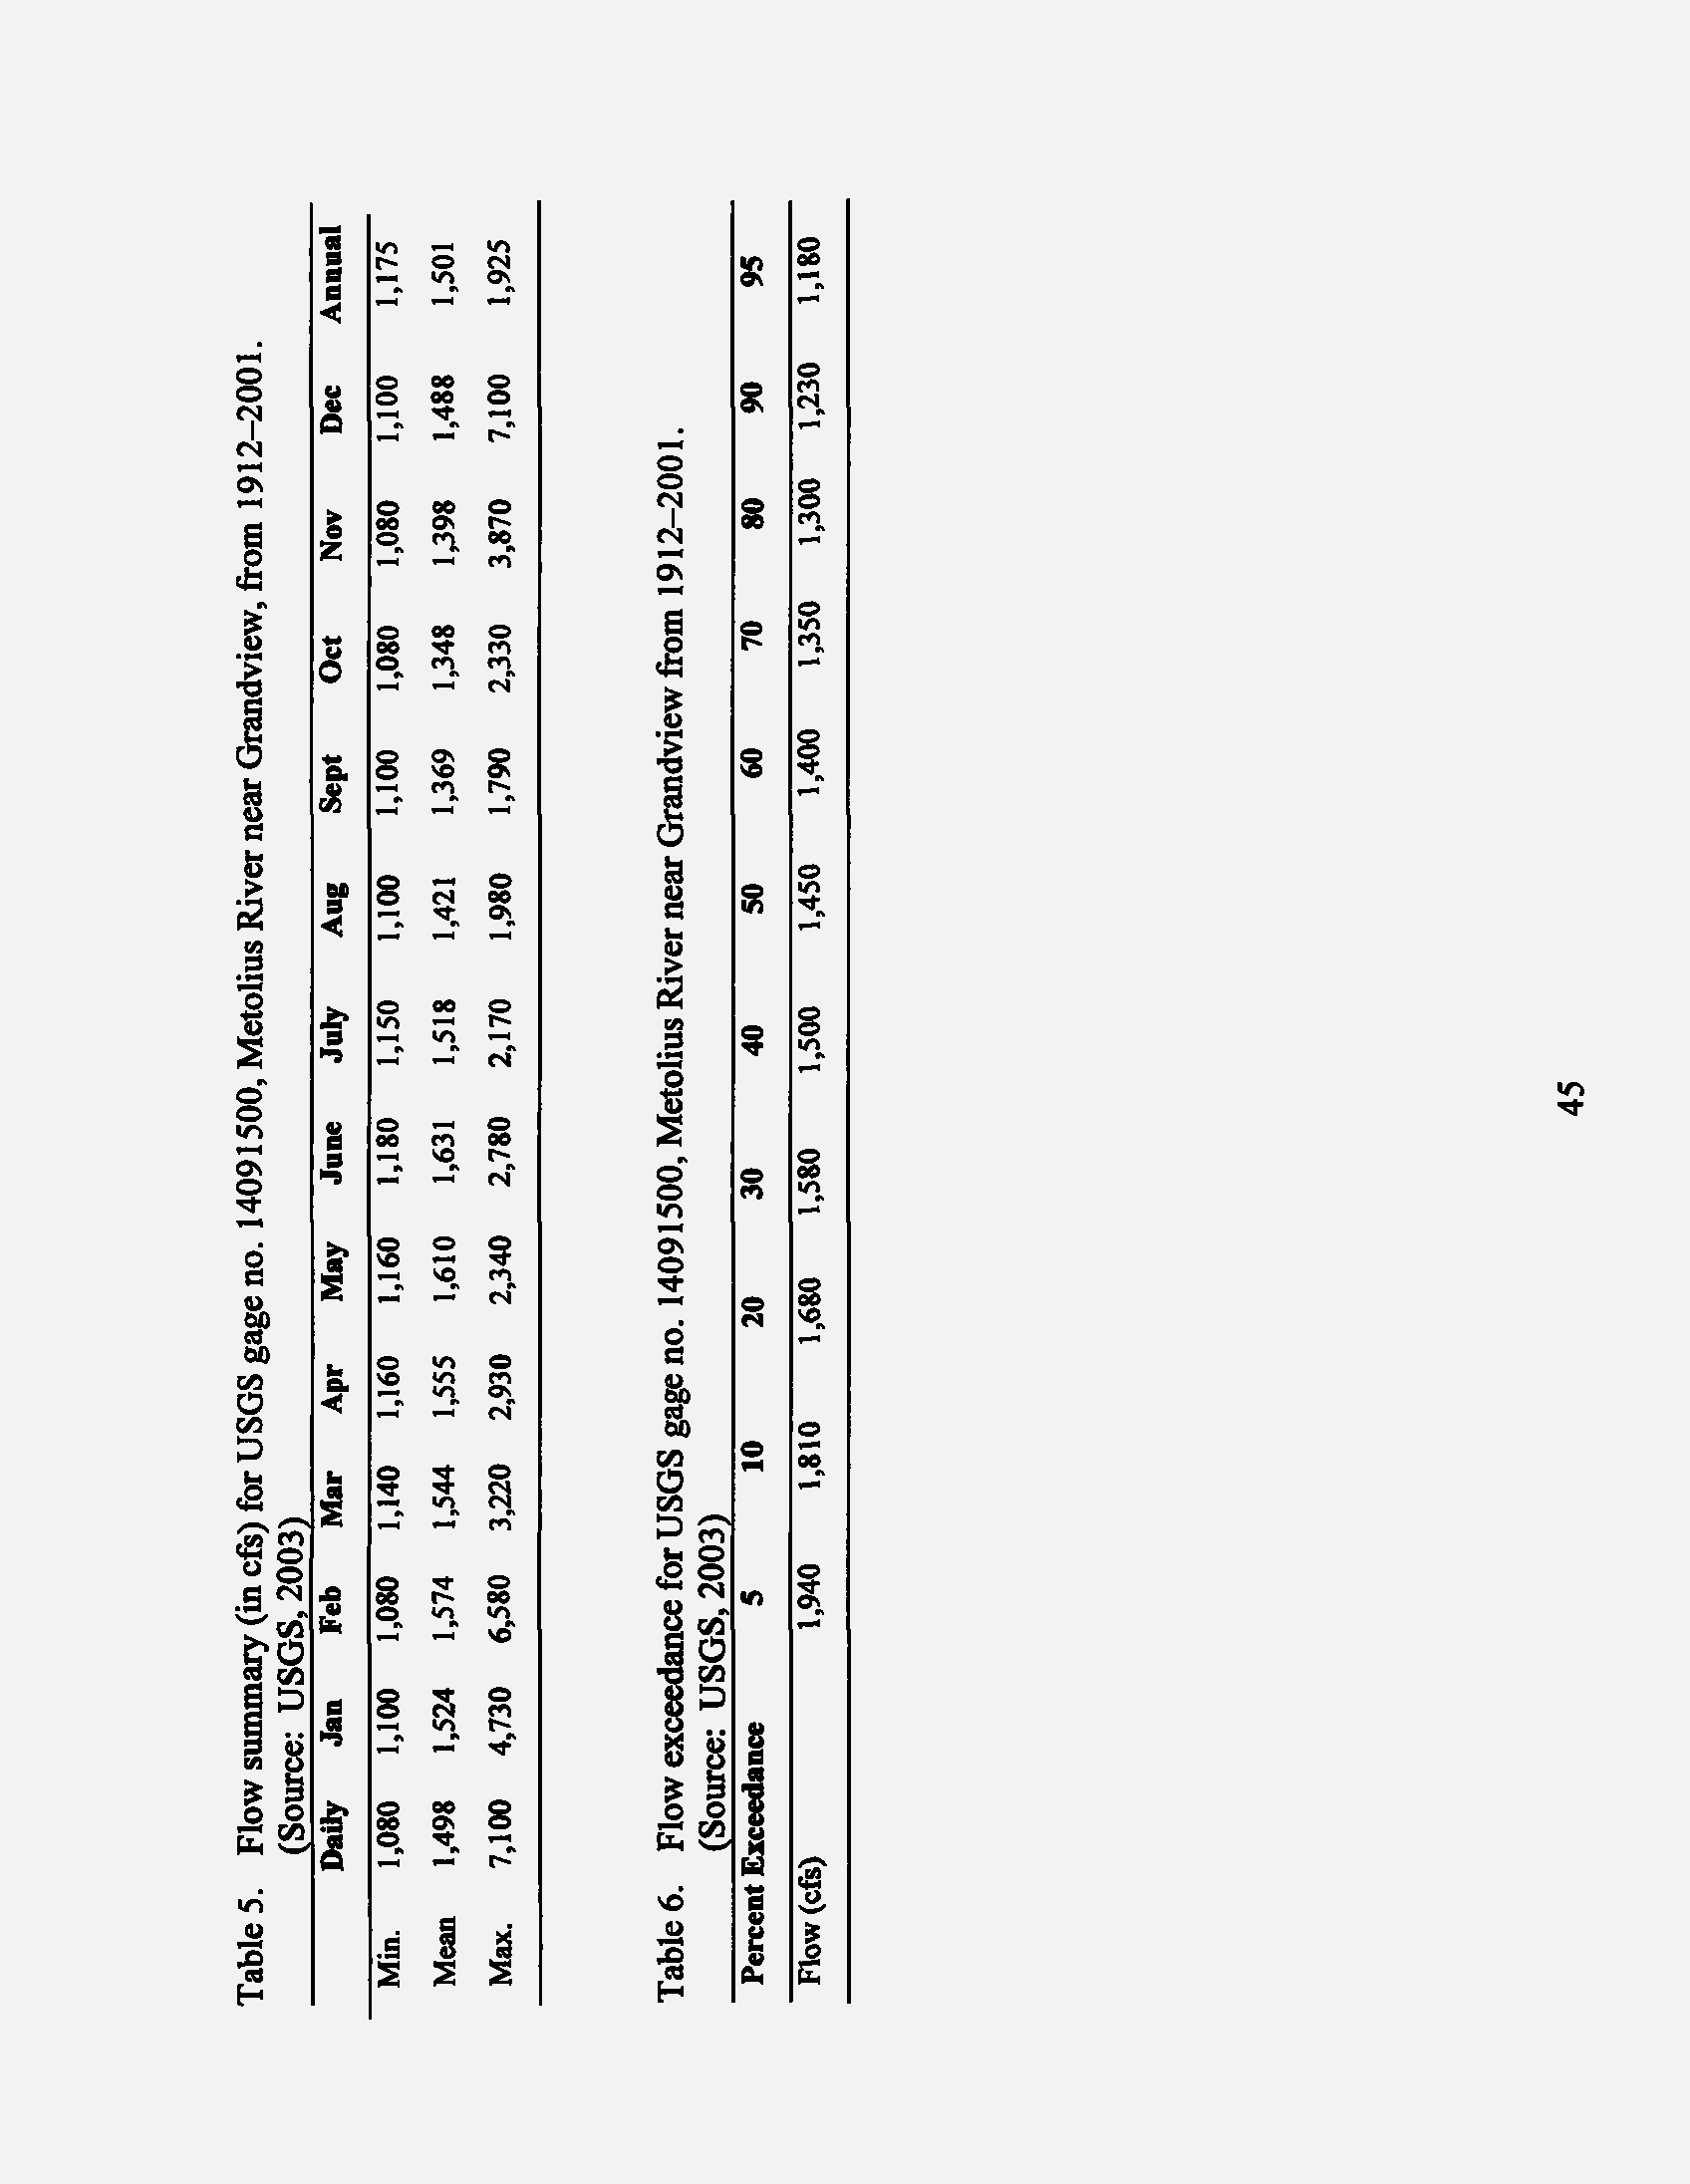 Table 5. Flow summary (in cfs) for USGS gage no. 14091500, Metolius River near Grandview, from 1912–2001.
(Source: USGS, 2003)
Daily Jan Feb Mar Apr May June July Aug Sept Oct Nov Dec Annual
Min. 1,080 1,100 1,080 1,140 1,160 1,160 1,180 1,150 1,100 1,100 1,080 1,080 1,100 1,175
Mean 1,498 1,524 1,574 1,544 1,555 1,610 1,631 1,518 1,421 1,369 1,348 1,398 1,488 1,501
Max. 7,100 4,730 6,580 3,220 2,930 2,340 2,780 2,170 1,980 1,790 2,330 3,870 7,100 1,925
Table 6. Flow exceedance for USGS gage no. 14091500, Metolius River near Grandview from 1912–2001.
(Source: USGS, 2003)
Percent Exceedance 5 10 20 30 40 50 60 70 80 90 95
Flow (cfs) 1,940 1,810 1,680 1,580 1,500 1,450 1,400 1,350 1,300 1,230 1,180
45